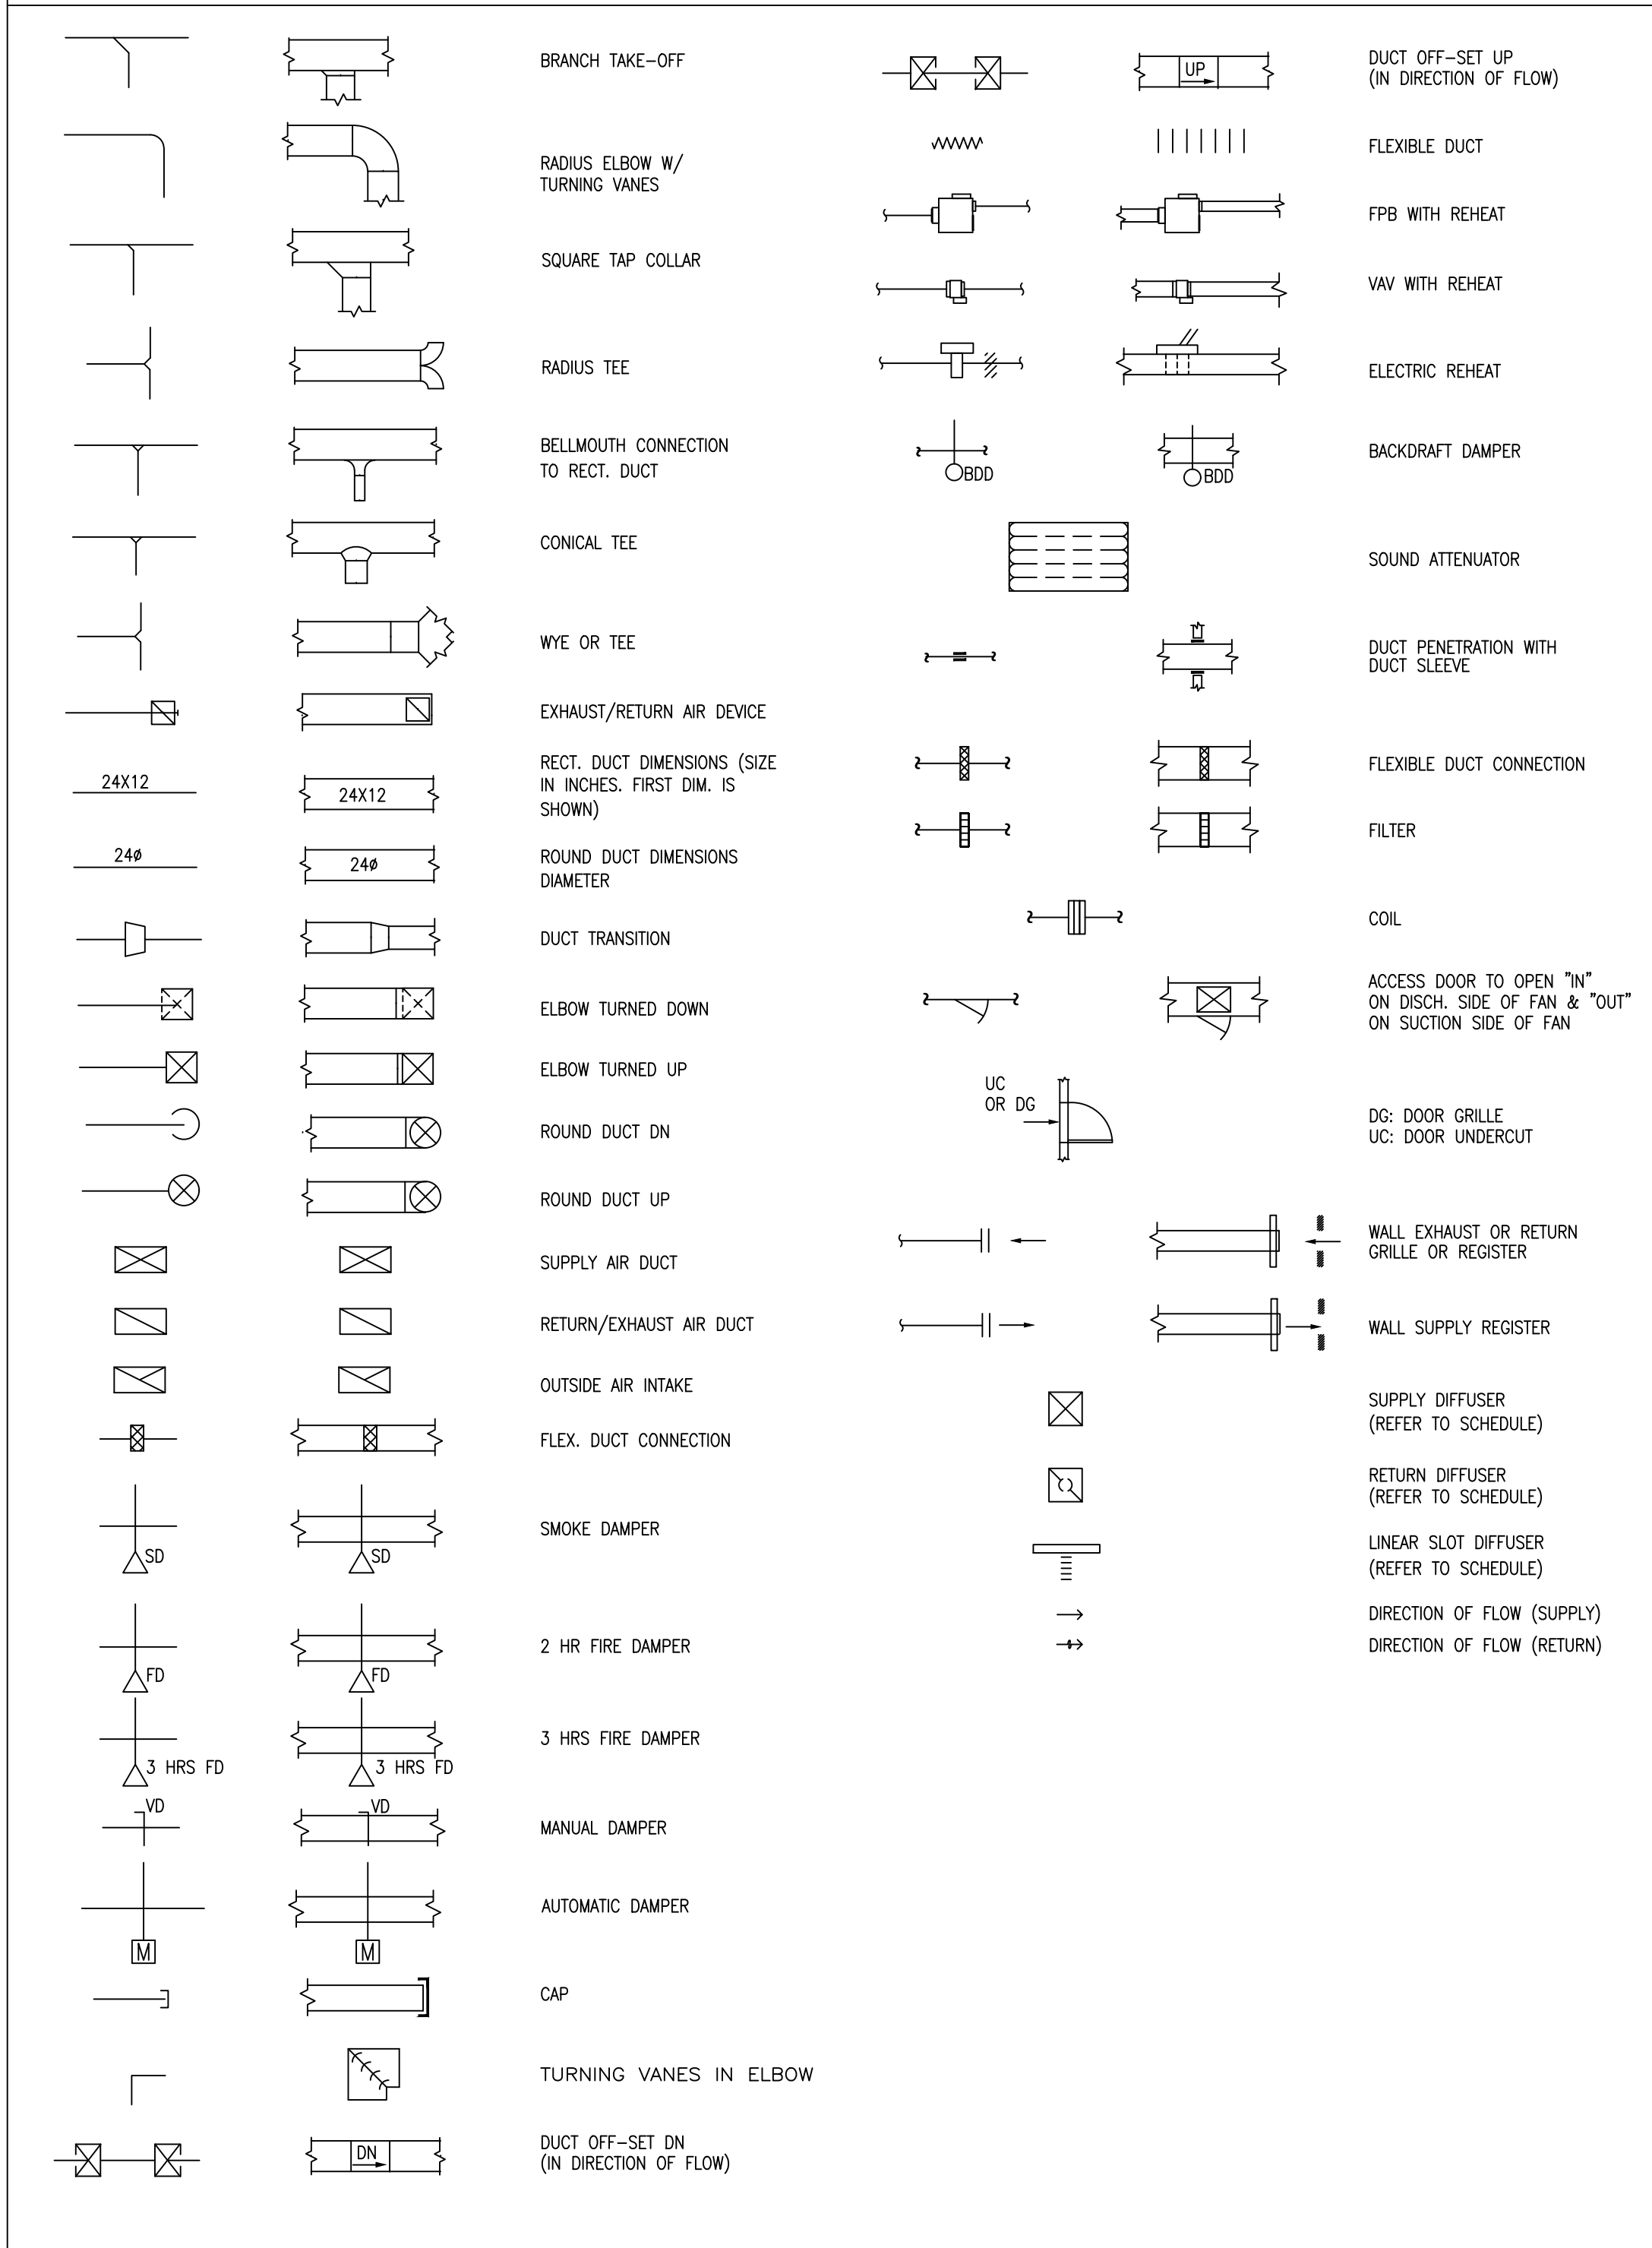 BRANCH TAKE-OFF
RADIUS ELBOW W/
TURNING VANES
SQUARE TAP COLLAR
RADIUS TEE
BELLMOUTH CONNECTION
TO RECT. DUCT
CONICAL TEE
WYE OR TEE
EXHAUST/RETURN AIR DEVICE
24X12
24X12
RECT. DUCT DIMENSIONS (SIZE
IN INCHES. FIRST DIM. IS
SHOWN)
24ø
24ø
ROUND DUCT DIMENSIONS
DIAMETER
DUCT TRANSITION
ELBOW TURNED DOWN
ELBOW TURNED UP
ROUND DUCT DN
ROUND DUCT UP
SUPPLY AIR DUCT
RETURN/EXHAUST AIR DUCT
OUTSIDE AIR INTAKE
FLEX. DUCT CONNECTION
SD
SD
SMOKE DAMPER
FD
FD
2 HR FIRE DAMPER
3 HRS FD
3 HRS FD
3 HRS FIRE DAMPER
VD
VD
MANUAL DAMPER
M
M
AUTOMATIC DAMPER
CAP
TURNING VANES IN ELBOW
DN
DUCT OFF-SET DN
(IN DIRECTION OF FLOW)
UP
DUCT OFF-SET UP
(IN DIRECTION OF FLOW)
FLEXIBLE DUCT
FPB WITH REHEAT
VAV WITH REHEAT
ELECTRIC REHEAT
BDD
BDD
BACKDRAFT DAMPER
SOUND ATTENUATOR
DUCT PENETRATION WITH
DUCT SLEEVE
FLEXIBLE DUCT CONNECTION
FILTER
COIL
ACCESS DOOR TO OPEN "IN"
ON DISCH. SIDE OF FAN & "OUT"
ON SUCTION SIDE OF FAN
UC
OR DG
DG: DOOR GRILLE
UC: DOOR UNDERCUT
WALL EXHAUST OR RETURN
GRILLE OR REGISTER
WALL SUPPLY REGISTER
SUPPLY DIFFUSER
(REFER TO SCHEDULE)
RETURN DIFFUSER
(REFER TO SCHEDULE)
LINEAR SLOT DIFFUSER
(REFER TO SCHEDULE)
DIRECTION OF FLOW (SUPPLY)
DIRECTION OF FLOW (RETURN)